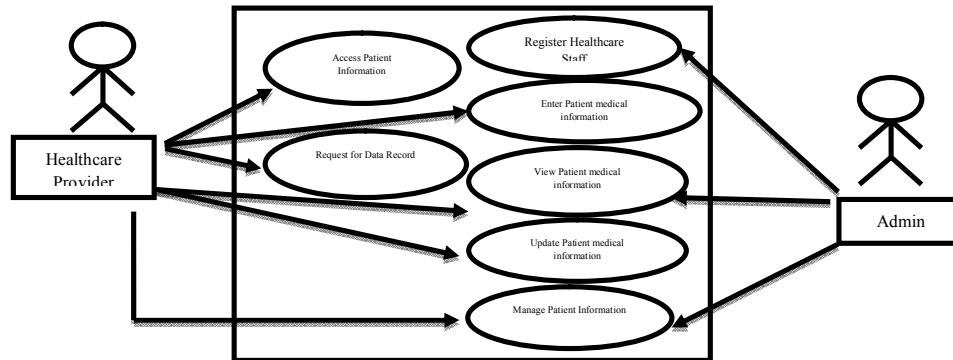 Access Patient
Information
Register Healthcare
Staff
Enter Patient medical
information
Healthcare
Provider
Request for Data Record
View Patient medical
information
Admin
Update Patient medical
information
Manage Patient Information